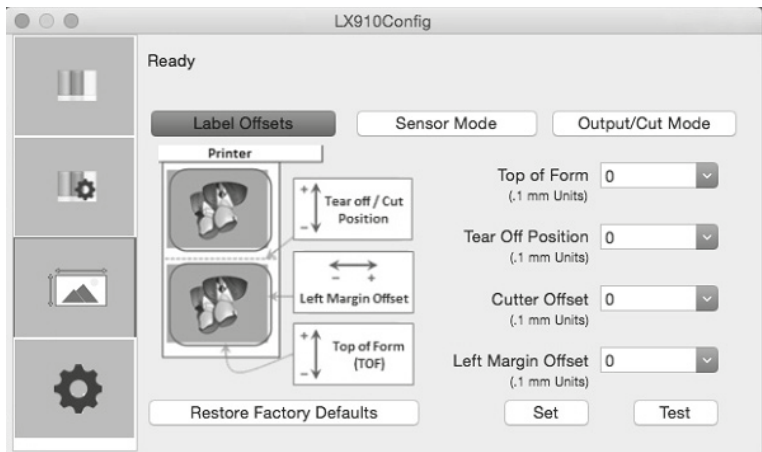 LX910Config
Ready
Label Offsets
Sensor Mode
Output/Cut Mode
Printer
+
Tear off / Cut
Position
–
– +
Left Margin Offset
+
Top of Form
(TOF)
–
Top of Form 0
(.1 mm Units)
Tear Off Position 0
(.1 mm Units)
Cutter Offset 0
(.1 mm Units)
Left Margin Offset 0
(.1 mm Units)
Restore Factory Defaults
Set
Test